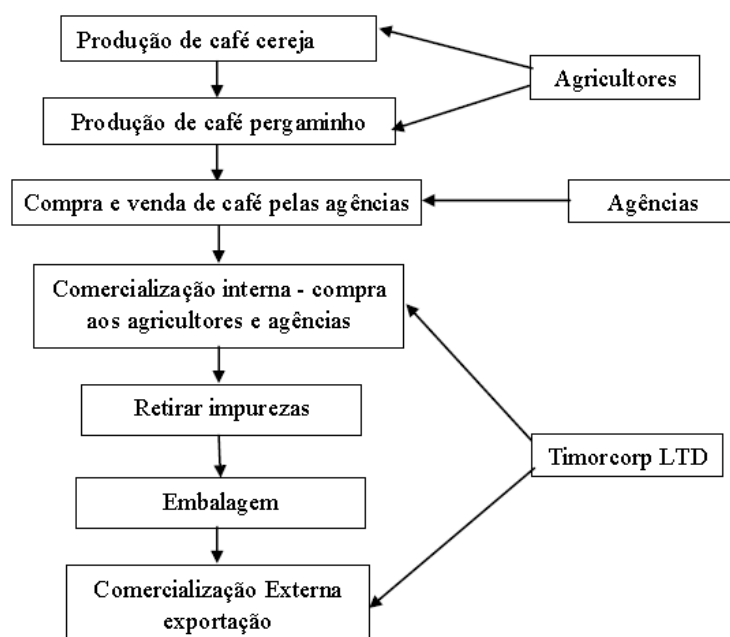 Produção de café cereja
Agricultores
Produção de café pergaminho
Compra e venda de café pelas agências
Agências
Comercialização interna - compra
aos agricultores e agências
Retirar impurezas
Timorcorp LTD
Embalagem
Comercialização Externa
exportação